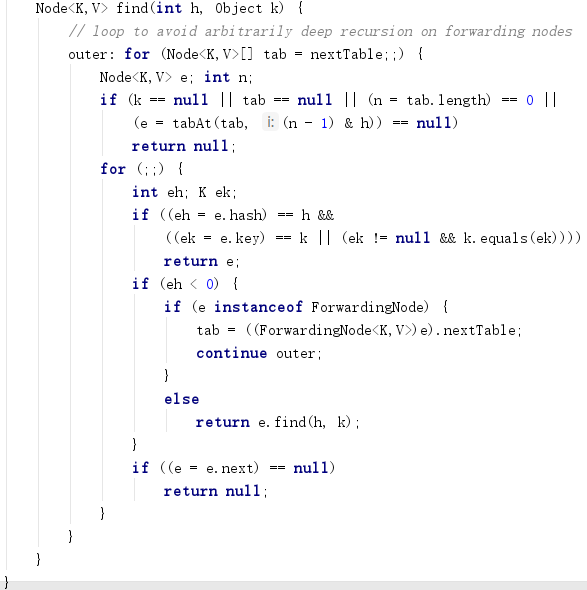 Node<K,V> find(int h, Object k) {
    // loop to avoid arbitrarily deep recursion on forwarding nodes
    outer: for (Node<K,V>[] tab = nextTable;;) {
        Node<K,V> e; int n;
        if (k == null || tab == null || (n = tab.length) == 0 ||
            (e = tabAt(tab, i: (n - 1) & h)) == null)
            return null;
        for (;;) {
            int eh; K ek;
            if ((eh = e.hash) == h &&
                ((ek = e.key) == k || (ek != null && k.equals(ek))))
                return e;
            if (eh < 0) {
                if (e instanceof ForwardingNode) {
                    tab = ((ForwardingNode<K,V>)e).nextTable;
                    continue outer;
                }
                else
                    return e.find(h, k);
            }
            if ((e = e.next) == null)
                return null;
        }
    }
}
}